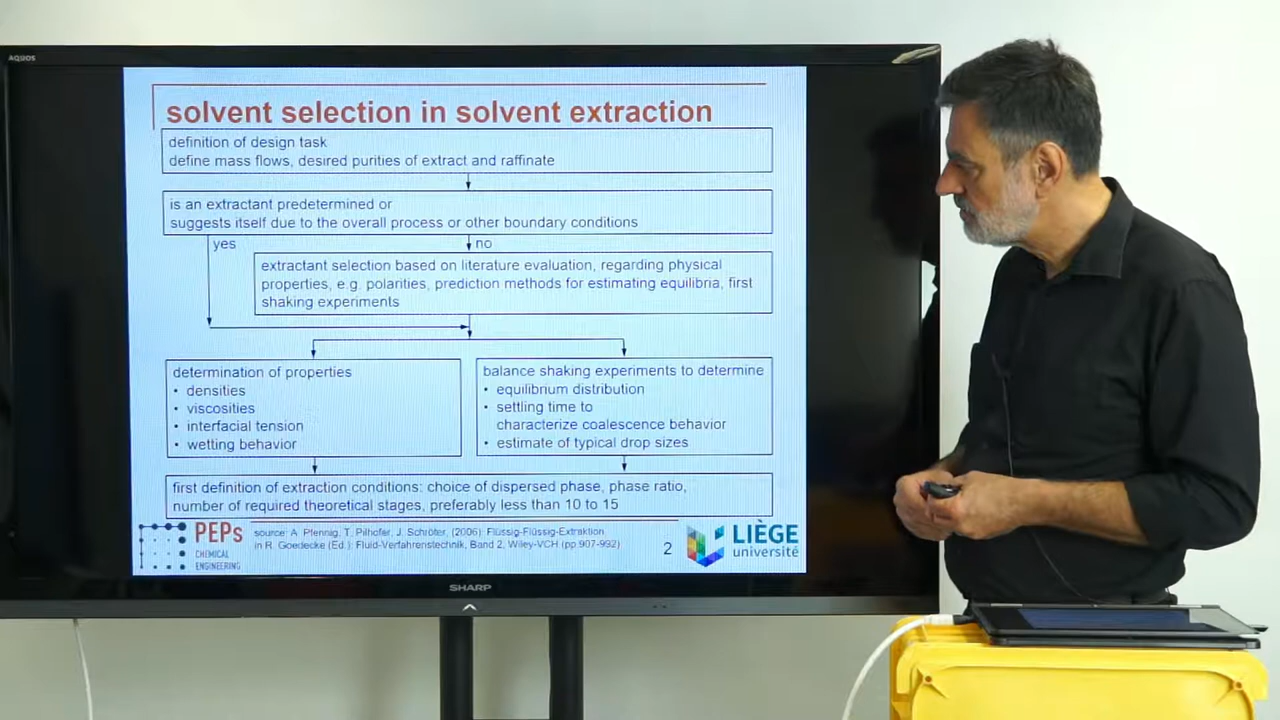 AQUOS
solvent selection in solvent extraction
definition of design task
define mass flows, desired purities of extract and raffinate
is an extractant predetermined or
suggests itself due to the overall process or other boundary conditions
yes
no
extractant selection based on literature evaluation, regarding physical
properties, e.g. polarities, prediction methods for estimating equilibria, first
shaking experiments
determination of properties
• densities
• viscosities
• interfacial tension
• wetting behavior
balance shaking experiments to determine
• equilibrium distribution
• settling time to
characterize coalescence behavior
• estimate of typical drop sizes
first definition of extraction conditions: choice of dispersed phase, phase ratio,
number of required theoretical stages, preferably less than 10 to 15
PEPs
CHEMICAL
ENGINEERING
source: A. Pfennig, T. Pilhofer, J. Schröter, (2006): Flüssig-Flüssig-Extraktion
in R. Goedecke (Ed.): Fluid-Verfahrenstechnik, Band 2, Wiley-VCH (pp.907-992)
2
LIÈGE
université
SHARP